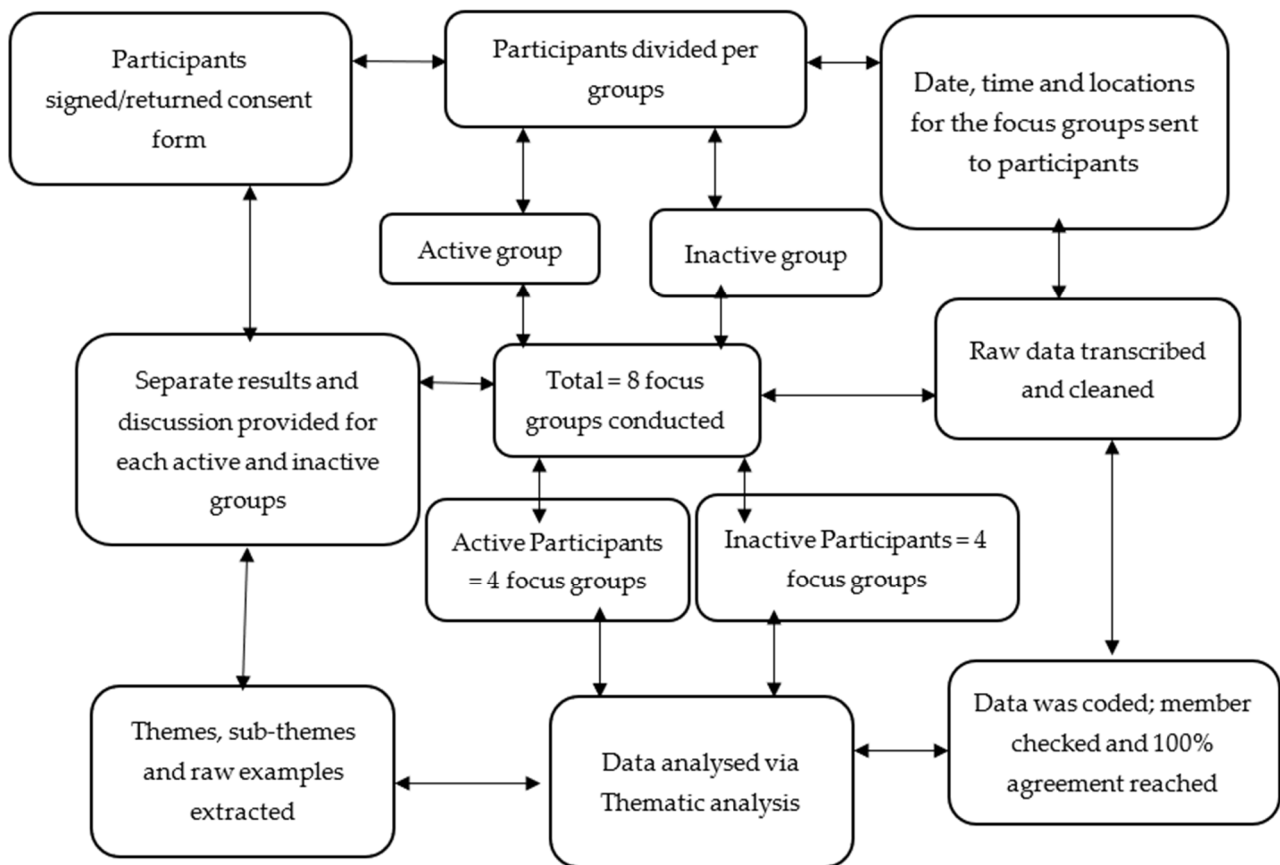 Participants
signed/returned consent
form
Participants divided per
groups
Date, time and locations
for the focus groups sent
to participants
Active group
Inactive group
Separate results and
discussion provided for
each active and inactive
groups
Total = 8 focus
groups conducted
Raw data transcribed
and cleaned
Active Participants
= 4 focus groups
Inactive Participants = 4
focus groups
Themes, sub-themes
and raw examples
extracted
Data analysed via
Thematic analysis
Data was coded; member
checked and 100%
agreement reached